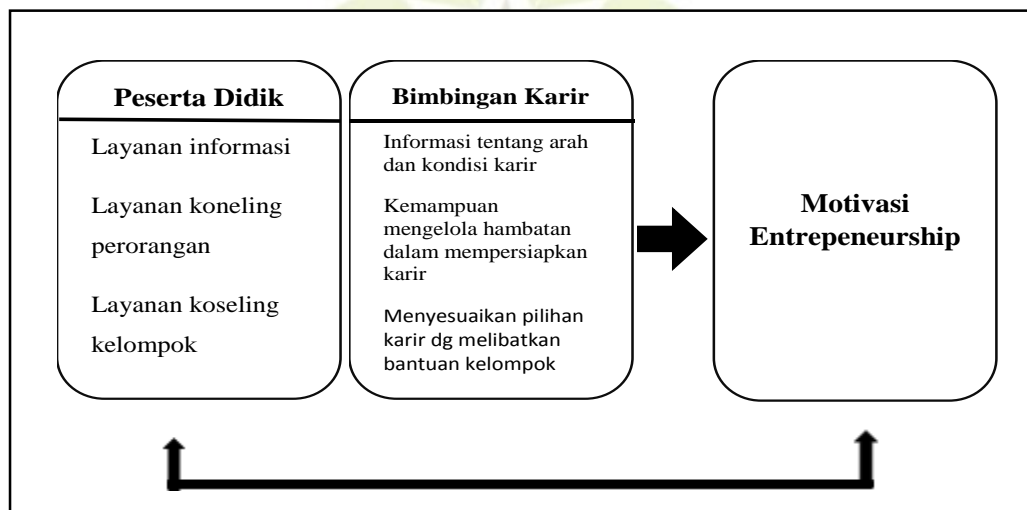 Peserta Didik
Layanan informasi
Layanan koneling
perorangan
Layanan koseling
kelompok
Bimbingan Karir
Informasi tentang arah
dan kondisi karir
Kemampuan
mengelola hambatan
dalam mempersiapkan
karir
Menyesuaikan pilihan
karir dg melibatkan
bantuan kelompok
Motivasi
Entrepeneurship